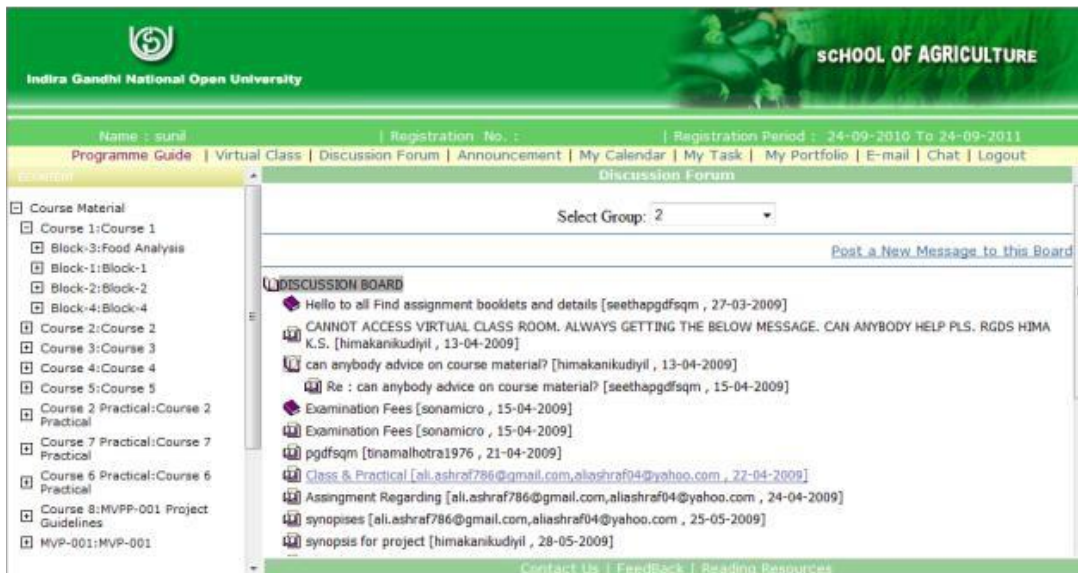 Indira Gandhi National Open University
SCHOOL OF AGRICULTURE
Name : sunil | Registration No. : | Registration Period : 24-09-2010 To 24-09-2011
Programme Guide | Virtual Class | Discussion Forum | Announcement | My Calendar | My Task | My Portfolio | E-mail | Chat | Logout
Course Material
Course 1:Course 1
Block-3:Food Analysis
Block-1:Block-1
Block-2:Block-2
Block-4:Block-4
Course 2:Course 2
Course 3:Course 3
Course 4:Course 4
Course 5:Course 5
Course 2 Practical:Course 2
Practical
Course 7 Practical:Course 7
Practical
Course 6 Practical:Course 6
Practical
Course 8:MVPP-001 Project
Guidelines
MVP-001:MVP-001
Discussion Forum
Select Group: 2
Post a New Message to this Board
DISCUSSION BOARD
Hello to all Find assignment booklets and details [seethapgdfsqm , 27-03-2009]
CANNOT ACCESS VIRTUAL CLASS ROOM. ALWAYS GETTING THE BELOW MESSAGE. CAN ANYBODY HELP PLS. RGDS HIMA
K.S. [himakanikudiyil , 13-04-2009]
can anybody advice on course material? [himakanikudiyil , 13-04-2009]
Re : can anybody advice on course material? [seethapgdfsqm , 15-04-2009]
Examination Fees [sonamicro , 15-04-2009]
Examination Fees [sonamicro , 15-04-2009]
pgdfsqm [tinamalhotra1976 , 21-04-2009]
Class & Practical [ali.ashraf786@gmail.com,aliashraf04@yahoo.com , 22-04-2009]
Assingment Regarding [ali.ashraf786@gmail.com,aliashraf04@yahoo.com , 24-04-2009]
synopises [ali.ashraf786@gmail.com,aliashraf04@yahoo.com , 25-05-2009]
synopsis for project [himakanikudiyil , 28-05-2009]
Contact Us | FeedBack | Reading Resources